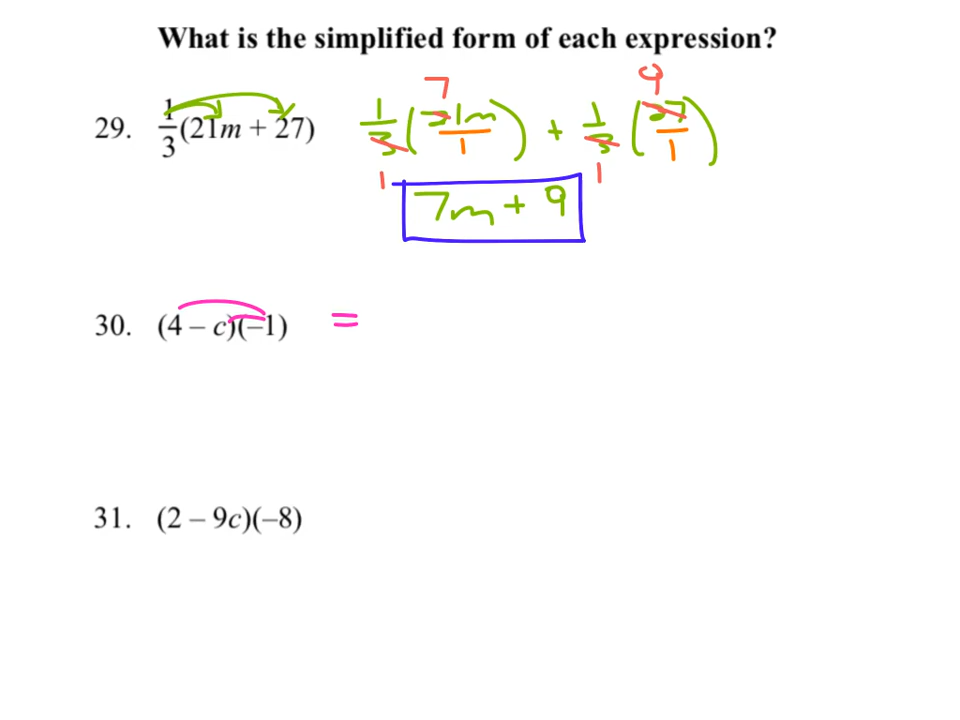 What is the simplified form of each expression?
7 9
29. 1/3(21m + 27) 1/3(21m/1) + 1/3(27/1)
1 1
7m + 9
30. (4 – c)(–1) =
31. (2 – 9c)(–8)